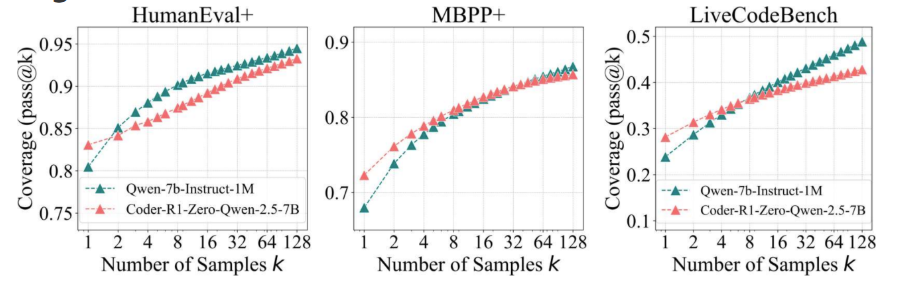 HumanEval+
Coverage (pass@k)
0.95
0.9
0.85
0.8
0.75
Qwen-7b-Instruct-1M
Coder-R1-Zero-Qwen-2.5-7B
1 2 4 8 16 32 64 128
Number of Samples k
MBPP+
Coverage (pass@k)
0.9
0.8
0.7
1 2 4 8 16 32 64 128
Number of Samples k
LiveCodeBench
Coverage (pass@k)
0.5
0.4
0.3
0.2
0.1
Qwen-7b-Instruct-1M
Coder-R1-Zero-Qwen-2.5-7B
1 2 4 8 16 32 64 128
Number of Samples k